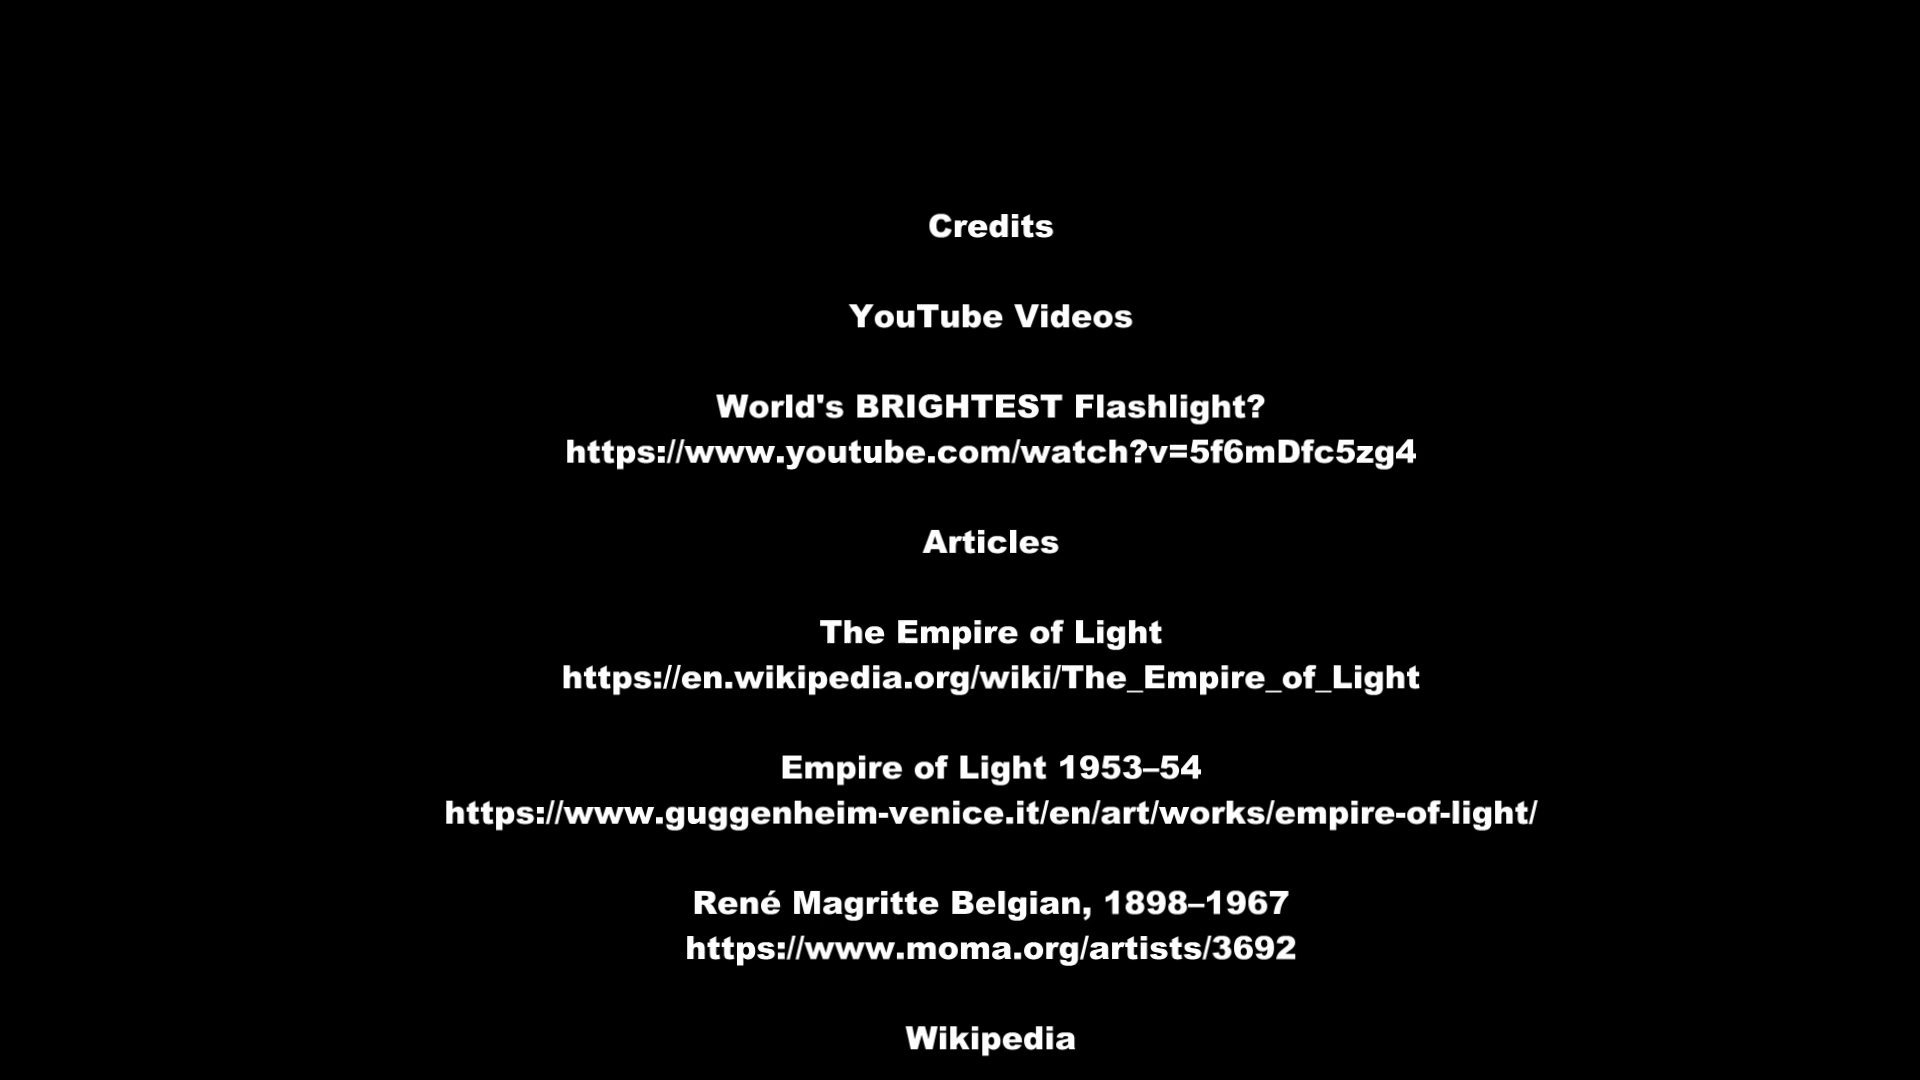 Credits
YouTube Videos
World's BRIGHTEST Flashlight?
https://www.youtube.com/watch?v=5f6mDfc5zg4
Articles
The Empire of Light
https://en.wikipedia.org/wiki/The_Empire_of_Light
Empire of Light 1953–54
https://www.guggenheim-venice.it/en/art/works/empire-of-light/
René Magritte Belgian, 1898–1967
https://www.moma.org/artists/3692
Wikipedia